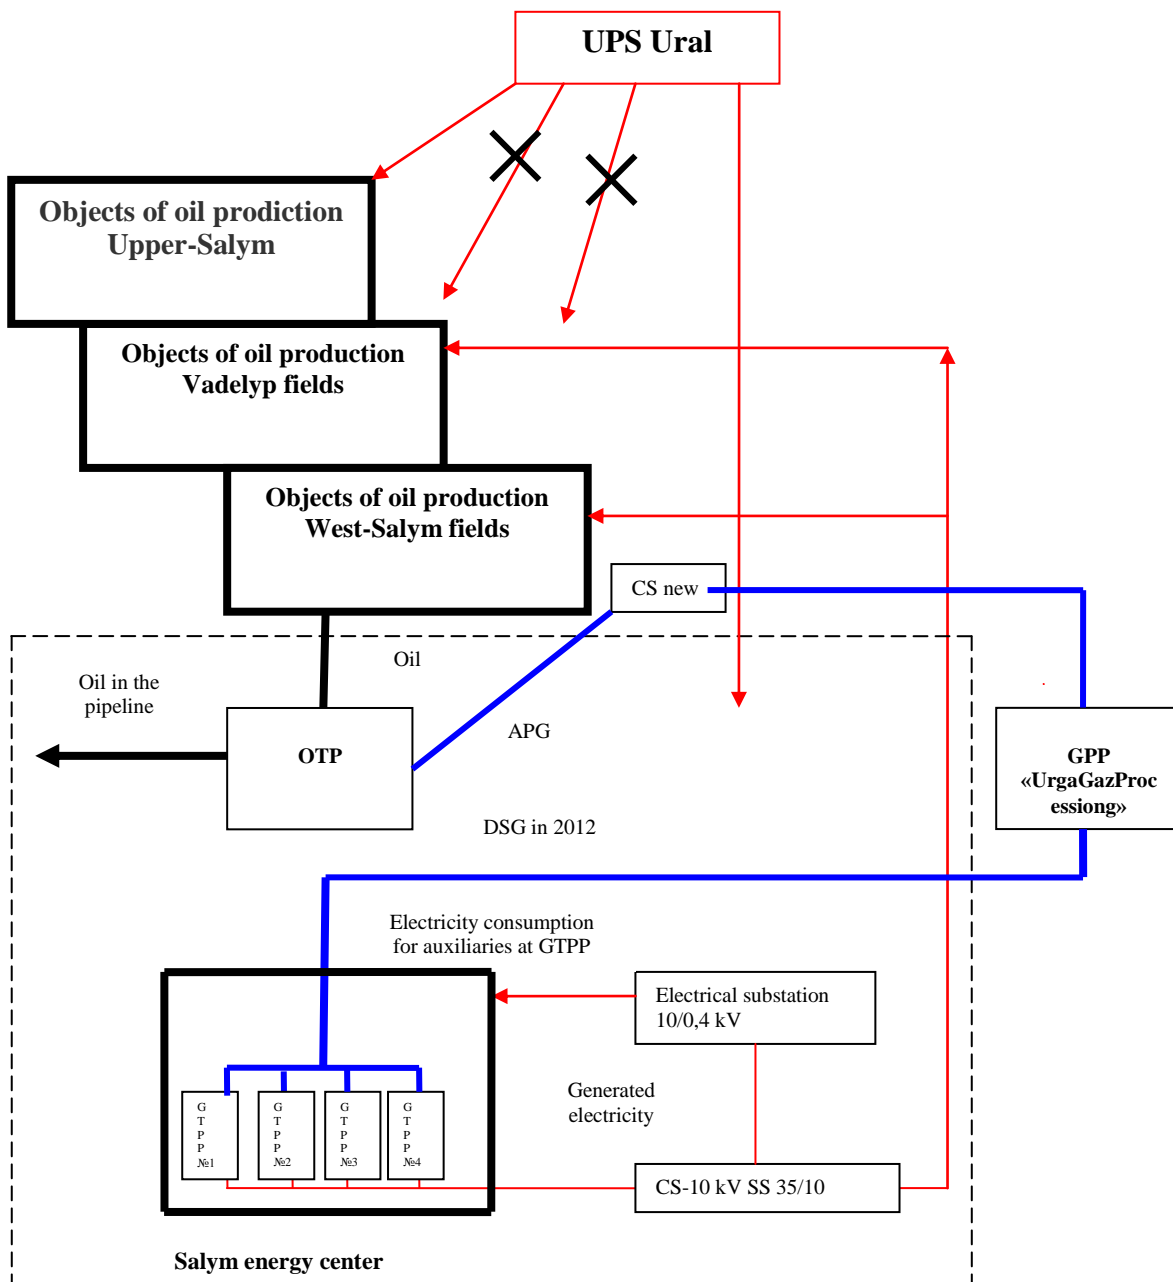 UPS Ural
Objects of oil prodiction
Upper-Salym
Objects of oil production
Vadelyp fields
Objects of oil production
West-Salym fields
CS new
Oil
Oil in the
pipeline
APG
OTP
GPP
«UrgaGazProc
essiong»
DSG in 2012
Electricity consumption
for auxiliaries at GTPP
Electrical substation
10/0,4 kV
Generated
electricity
G
T
P
P
№1
G
T
P
P
№2
G
T
P
P
№3
G
T
P
P
№4
CS-10 kV SS 35/10
Salym energy center